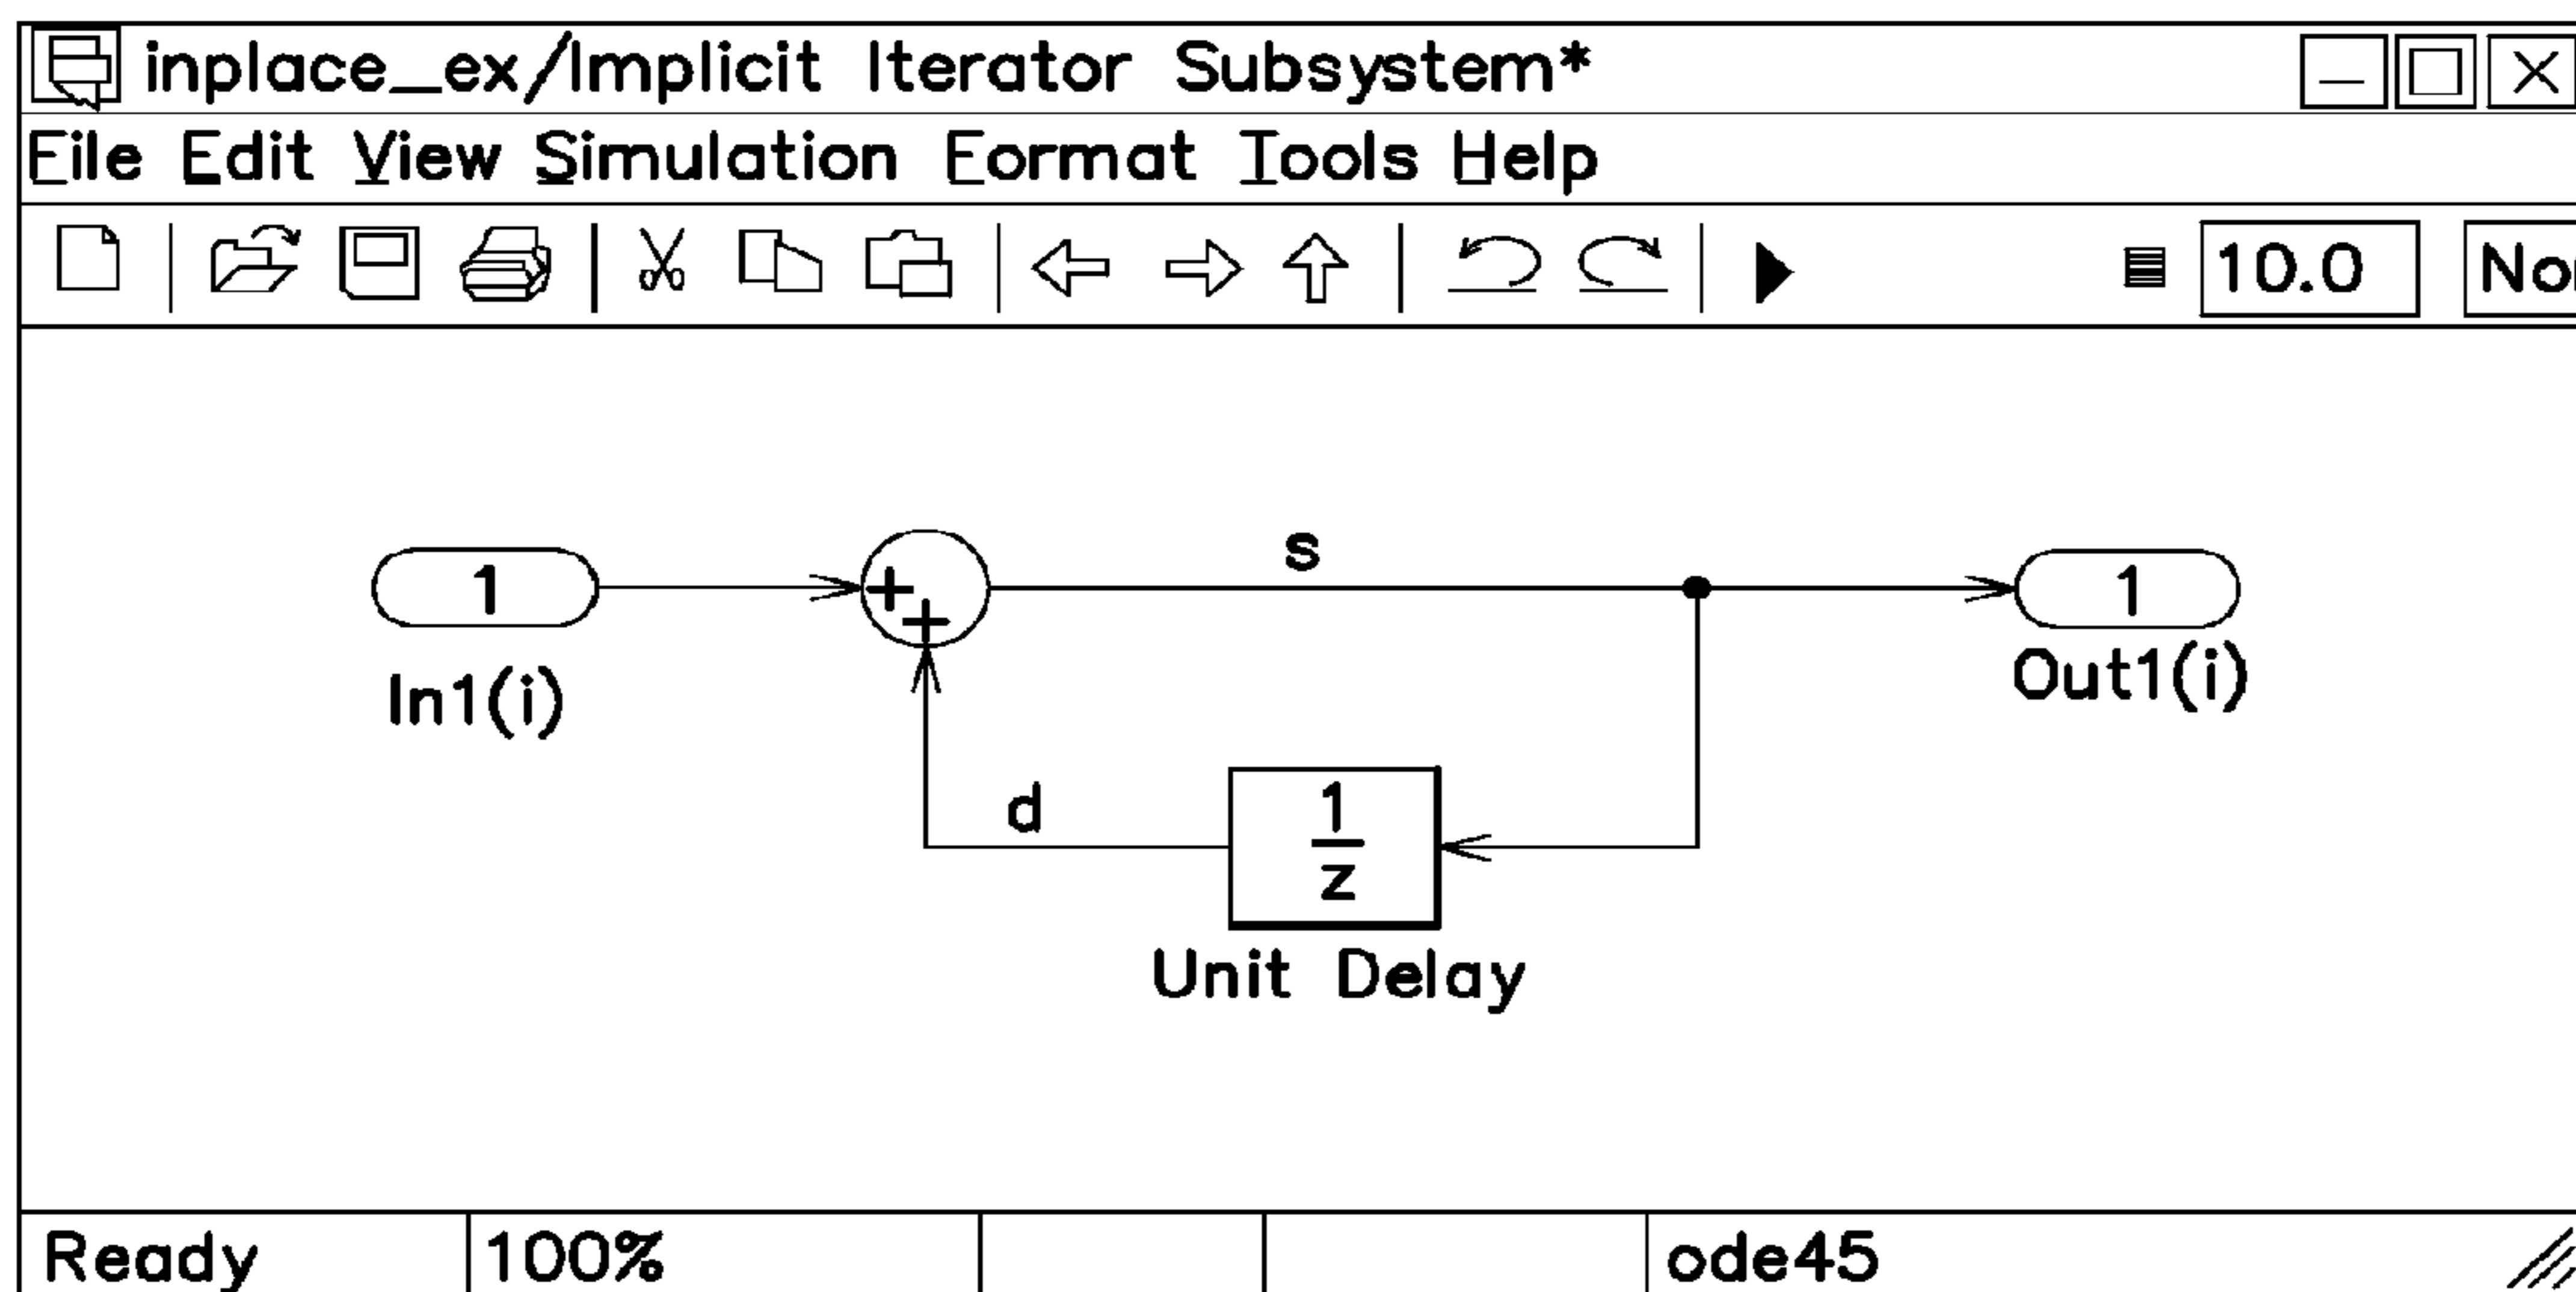 inplace_ex/Implicit Iterator Subsystem*
File Edit View Simulation Format Tools Help
10.0
s
1
+
+
1
In1(i)
Out1(i)
d
1
z
Unit Delay
Ready 100% ode45